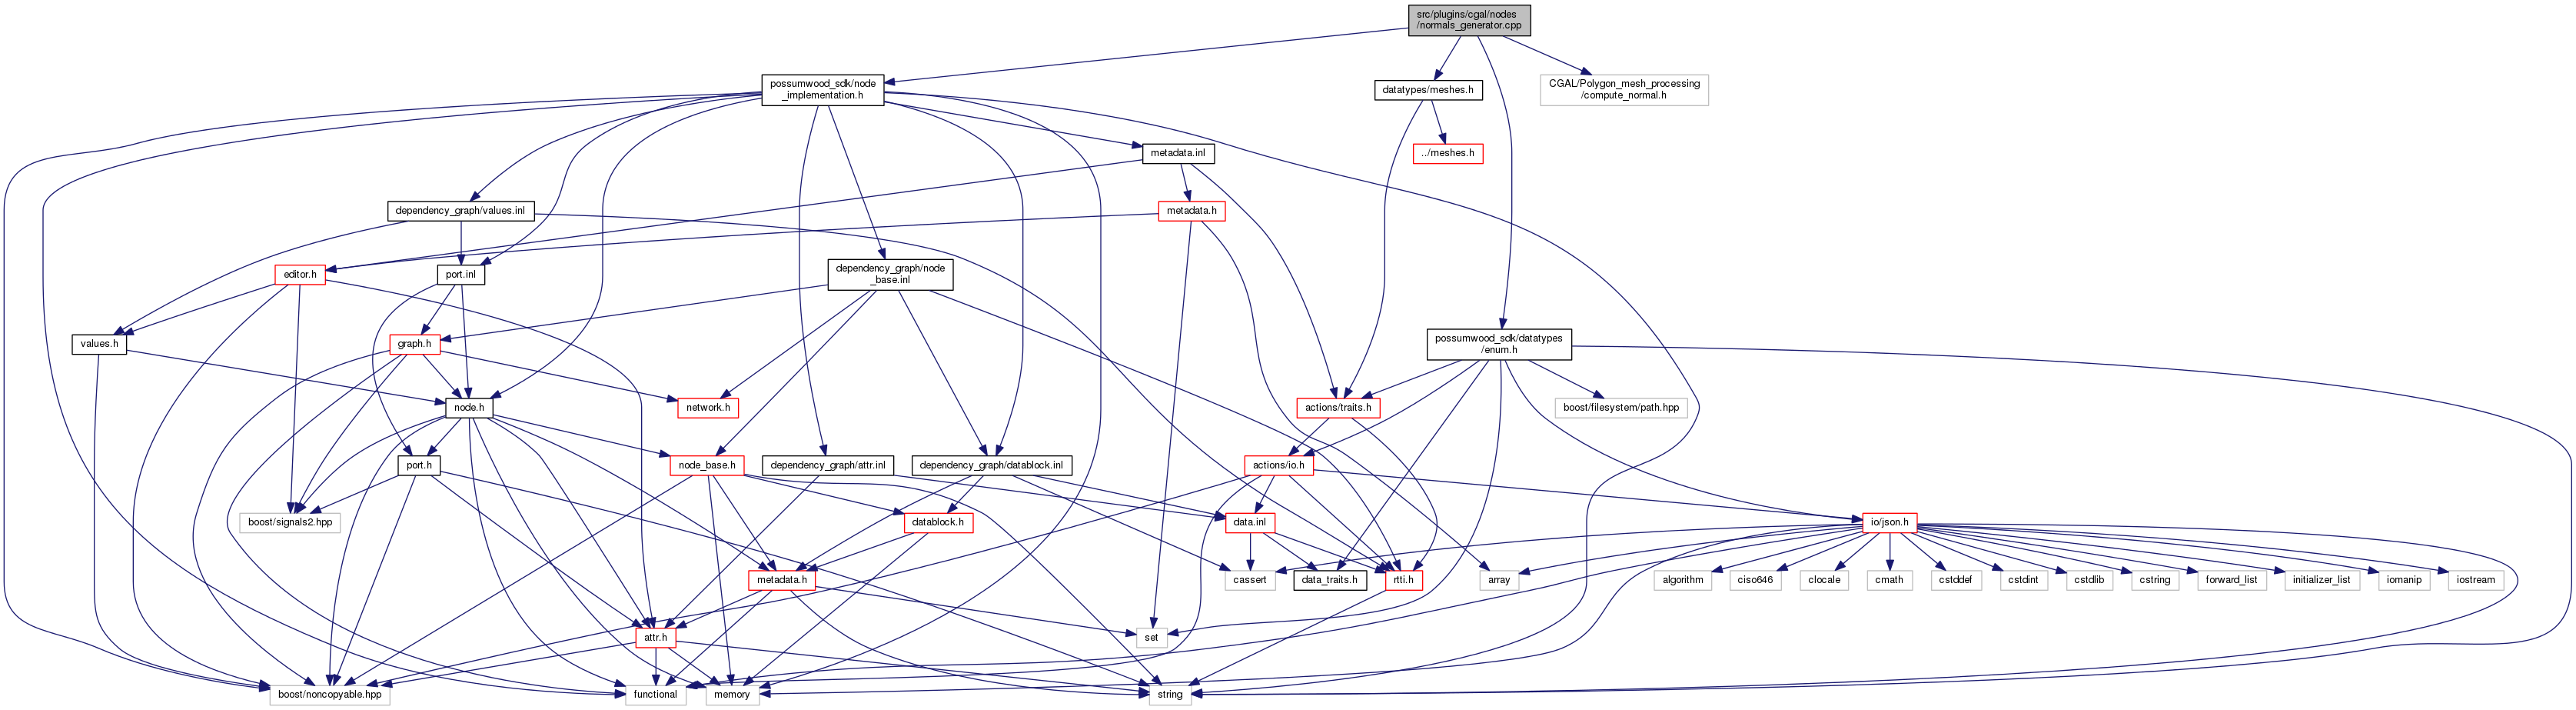 src/plugins/cgal/nodes
/normals_generator.cpp
possumwood_sdk/node
_implementation.h
datatypes/meshes.h
CGAL/Polygon_mesh_processing
/compute_normal.h
metadata.inl
../meshes.h
dependency_graph/values.inl
metadata.h
editor.h
port.inl
dependency_graph/node
_base.inl
values.h
graph.h
possumwood_sdk/datatypes
/enum.h
node.h
network.h
actions/traits.h
boost/filesystem/path.hpp
port.h
node_base.h
dependency_graph/attr.inl
dependency_graph/datablock.inl
actions/io.h
boost/signals2.hpp
datablock.h
data.inl
io/json.h
metadata.h
cassert
data_traits.h
rtti.h
array
algorithm
ciso646
clocale
cmath
cstddef
cstdint
cstdlib
cstring
forward_list
initializer_list
iomanip
iostream
attr.h
set
boost/noncopyable.hpp
functional
memory
string